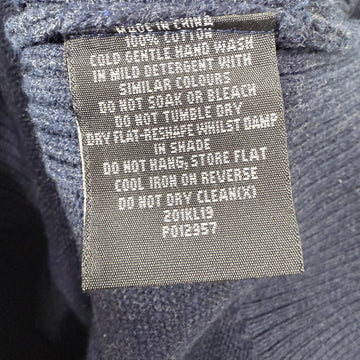 MADE IN CHINA
100% COTTON
COLD GENTLE HAND WASH
IN MILD DETERGENT WITH
SIMILAR COLOURS
DO NOT SOAK OR BLEACH
DO NOT TUMBLE DRY
DRY FLAT-RESHAPE WHILST DAMP
IN SHADE
DO NOT HANG, STORE FLAT
COOL IRON ON REVERSE
DO NOT DRY CLEAN(X)
201KL19
P012957